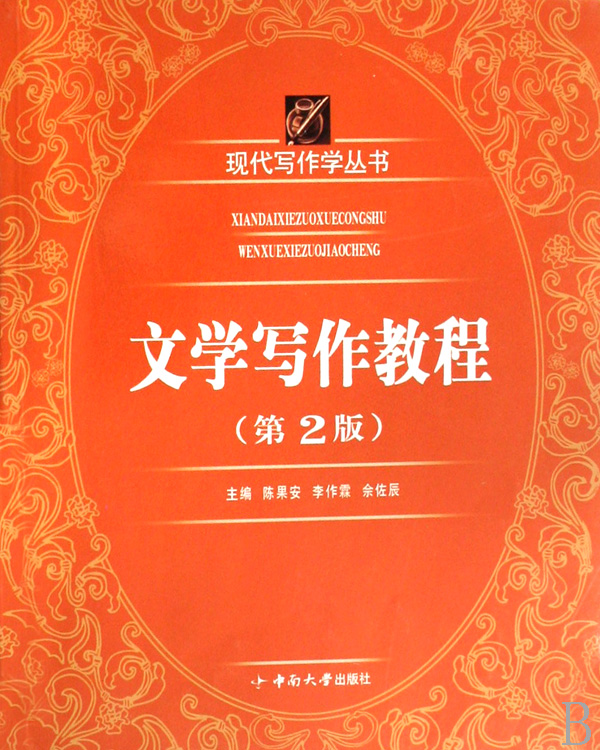 现代写作学丛书
XIANDAIXIEZUOXUECONGSHU
WENXUEXIEZUOJIAOCHENG
文学写作教程
（第2版）
主编 陈果安 李作霖 佘佐辰
中南大学出版社
B